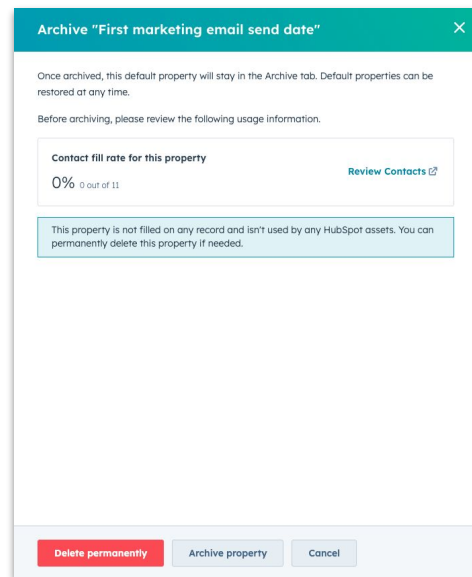 Archive "First marketing email send date"
Once archived, this default property will stay in the Archive tab. Default properties can be
restored at any time.
Before archiving, please review the following usage information.
Contact fill rate for this property
0% 0 out of 11
Review Contacts
This property is not filled on any record and isn't used by any HubSpot assets. You can
permanently delete this property if needed.
Delete permanently
Archive property
Cancel